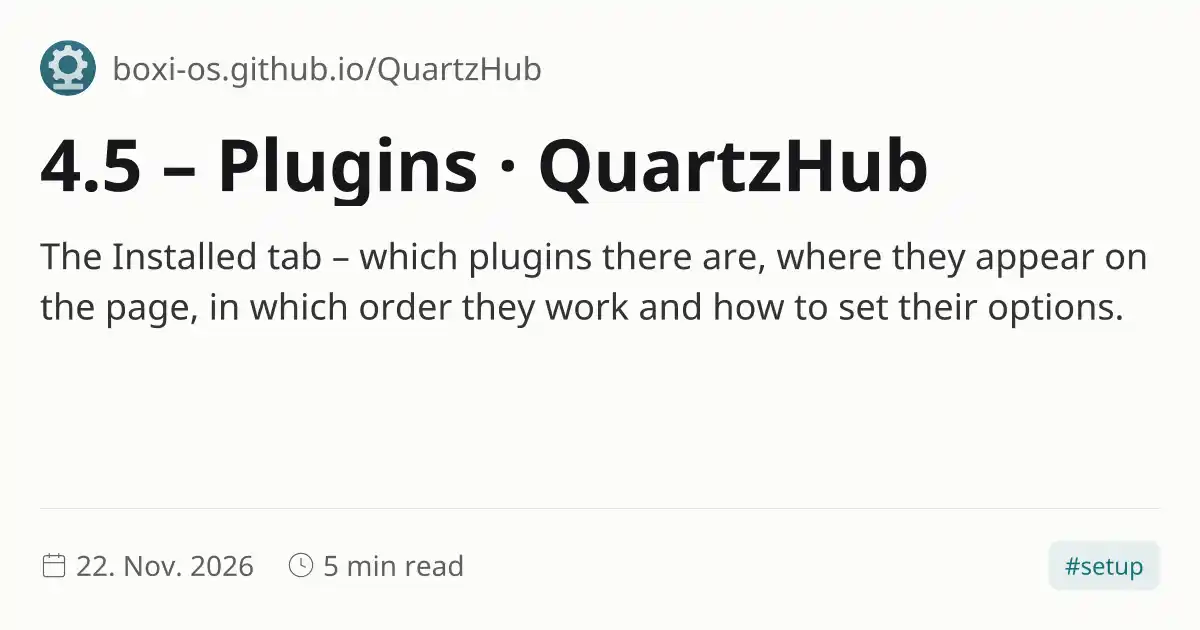 boxi-os.github.io/QuartzHub
4.5 – Plugins · QuartzHub
The Installed tab – which plugins there are, where they appear on
the page, in which order they work and how to set their options.
22. Nov. 2026 5 min read #setup